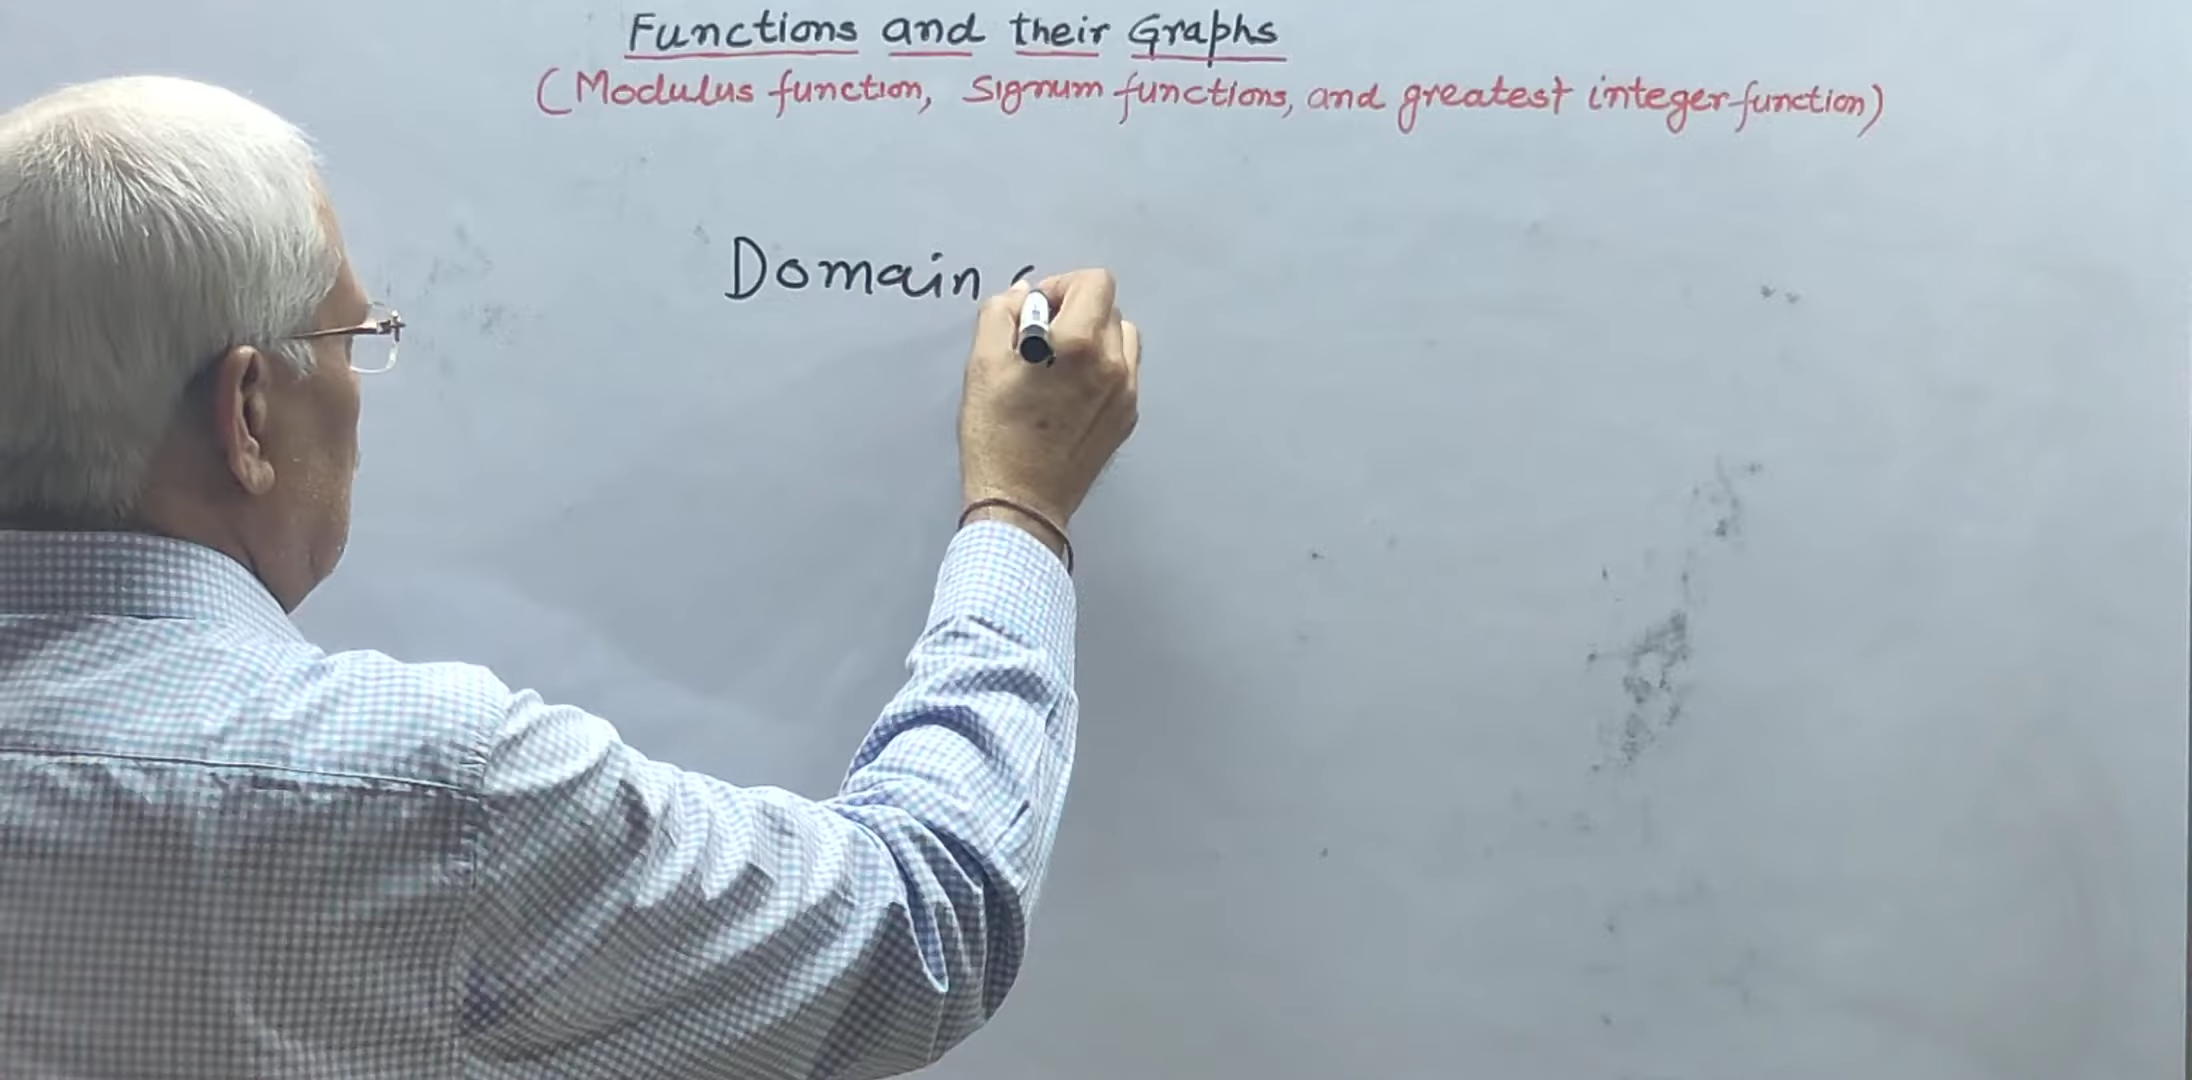 Functions and their Graphs
(Modulus function, Signum functions, and greatest integer function)
Domain